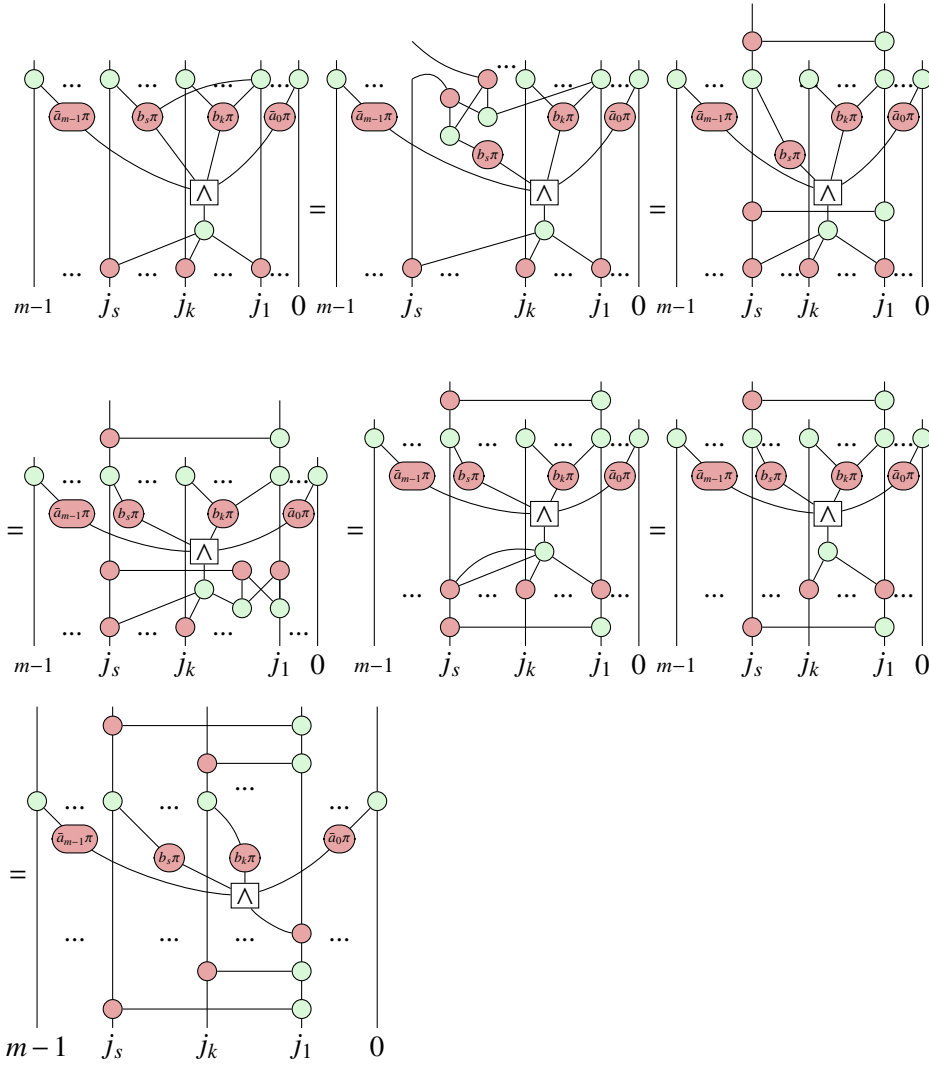 ... ... ... ... ā_{m−1}π b_sπ b_kπ ā_0π ∧ ... ... ... ... m−1 j_s j_k j_1 0
= ... ... ... ā_{m−1}π b_sπ b_kπ ā_0π ∧ ... ... ... ... m−1 j_s j_k j_1 0
= ... ... ... ... ā_{m−1}π b_sπ b_kπ ā_0π ∧ ... ... ... ... m−1 j_s j_k j_1 0
= ... ... ... ... ā_{m−1}π b_sπ b_kπ ā_0π ∧ ... ... ... ... m−1 j_s j_k j_1 0
= ... ... ... ... ā_{m−1}π b_sπ b_kπ ā_0π ∧ ... ... ... ... m−1 j_s j_k j_1 0
= ... ... ... ... ā_{m−1}π b_sπ b_kπ ā_0π ∧ ... ... ... ... m−1 j_s j_k j_1 0
= ... ... ... ... ā_{m−1}π b_sπ b_kπ ā_0π ∧ ... ... ... ... m−1 j_s j_k j_1 0